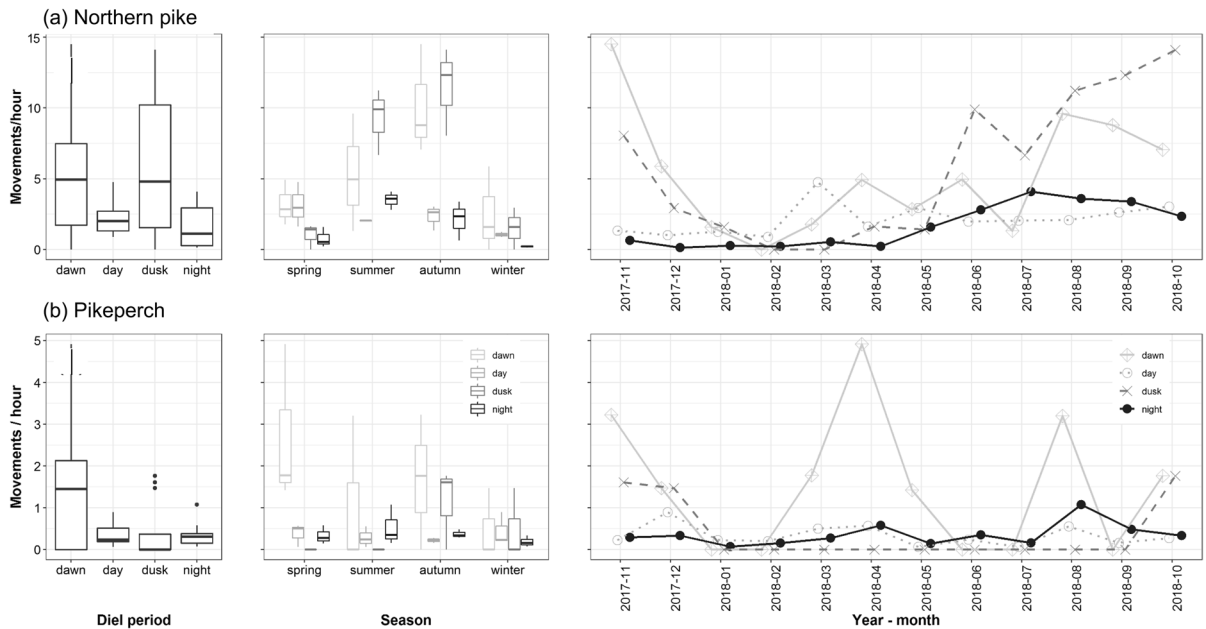 (a) Northern pike
Movements/hour
15
10
5
0
dawn day dusk night
spring summer autumn winter
2017-11 2017-12 2018-01 2018-02 2018-03 2018-04 2018-05 2018-06 2018-07 2018-08 2018-09 2018-10
(b) Pikeperch
Movements / hour
5
4
3
2
1
0
dawn
day
dusk
night
dawn
day
dusk
night
dawn day dusk night
spring summer autumn winter
2017-11 2017-12 2018-01 2018-02 2018-03 2018-04 2018-05 2018-06 2018-07 2018-08 2018-09 2018-10
Diel period
Season
Year - month